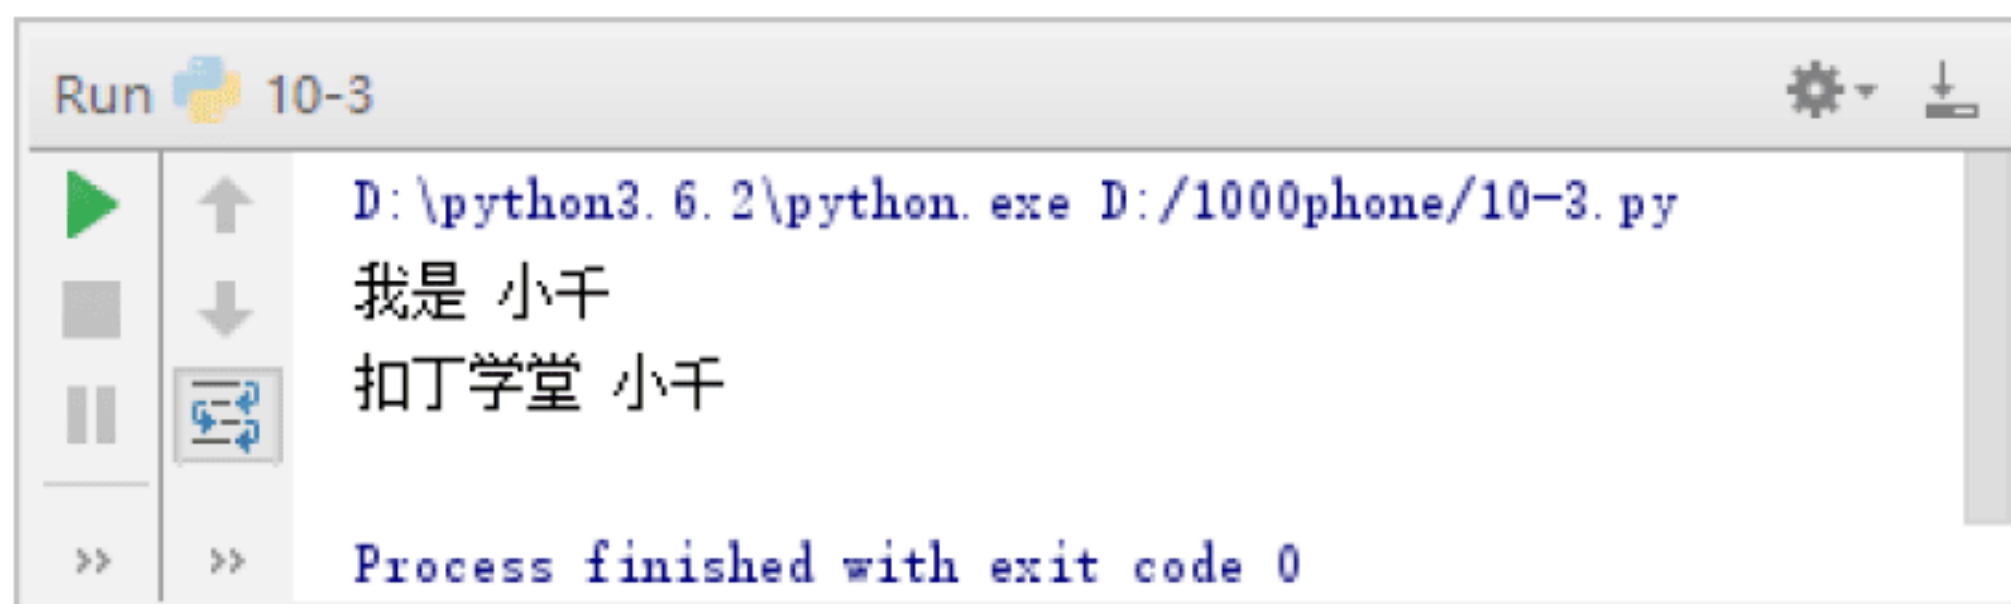 Run 10-3
D:\python3.6.2\python.exe D:/1000phone/10-3.py
我是 小千
扣丁学堂 小千
Process finished with exit code 0